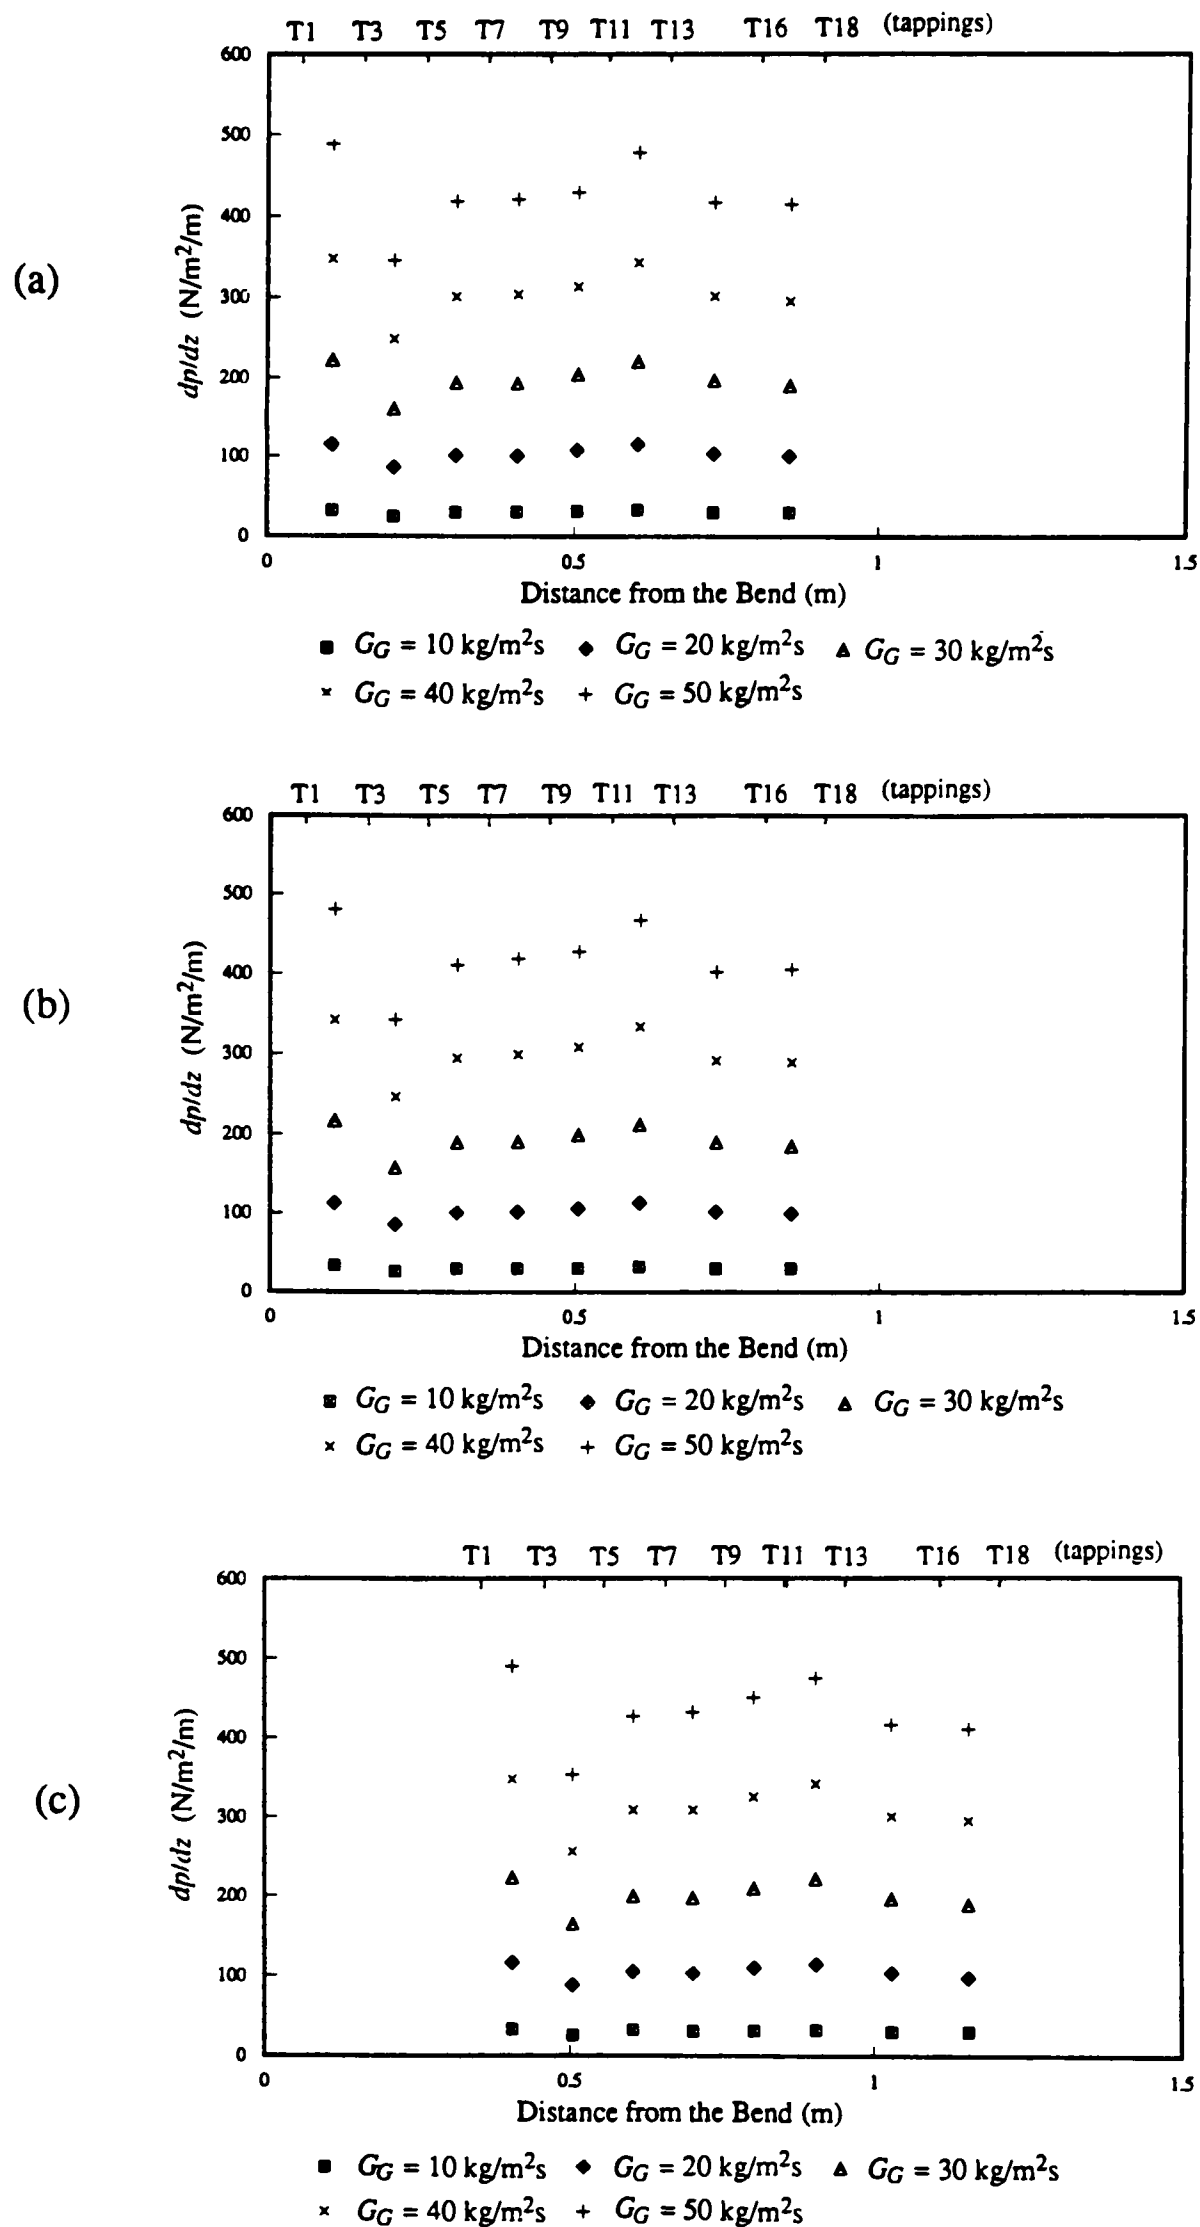 T1 T3 T5 T7 T9 T11 T13 T16 T18 (tappings)
600
500
400
300
200
100
0
dp/dz (N/m²/m)
(a)
0 0.5 1 1.5
Distance from the Bend (m)
G_G = 10 kg/m²s G_G = 20 kg/m²s G_G = 30 kg/m²s
G_G = 40 kg/m²s G_G = 50 kg/m²s
T1 T3 T5 T7 T9 T11 T13 T16 T18 (tappings)
600
500
400
300
200
100
0
dp/dz (N/m²/m)
(b)
0 0.5 1 1.5
Distance from the Bend (m)
G_G = 10 kg/m²s G_G = 20 kg/m²s G_G = 30 kg/m²s
G_G = 40 kg/m²s G_G = 50 kg/m²s
T1 T3 T5 T7 T9 T11 T13 T16 T18 (tappings)
600
500
400
300
200
100
0
dp/dz (N/m²/m)
(c)
0 0.5 1 1.5
Distance from the Bend (m)
G_G = 10 kg/m²s G_G = 20 kg/m²s G_G = 30 kg/m²s
G_G = 40 kg/m²s G_G = 50 kg/m²s